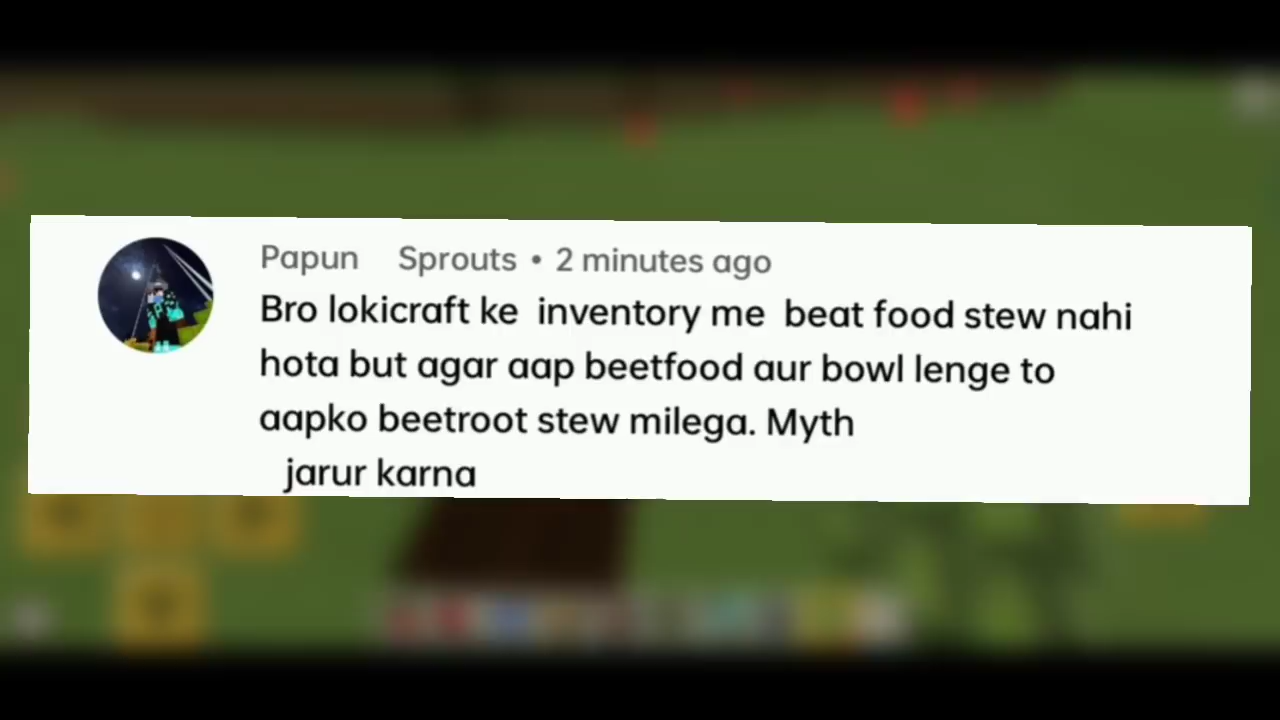 Papun Sprouts • 2 minutes ago
Bro lokicraft ke inventory me beat food stew nahi
hota but agar aap beetfood aur bowl lenge to
aapko beetroot stew milega. Myth
jarur karna